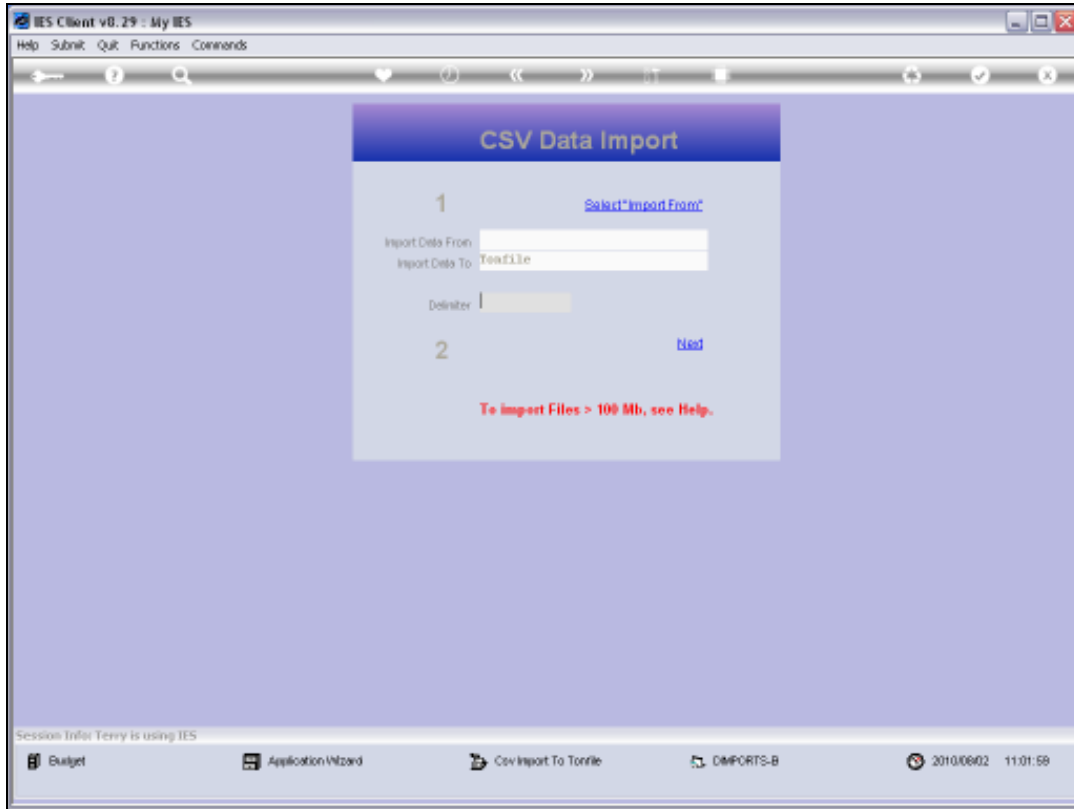 IES Client v8.29 : My IES
Help Submit Quit Functions Commands
CSV Data Import
1
Select "Import From"
Import Data From
Import Data To Tonfile
Delimiter
2
Next
To import Files > 100 Mb, see Help.
Session Info: Terry is using IES
Budget Application Wizard Csv Import To Tonfile DIMPORTS-B 2010/08/02 11:01:59